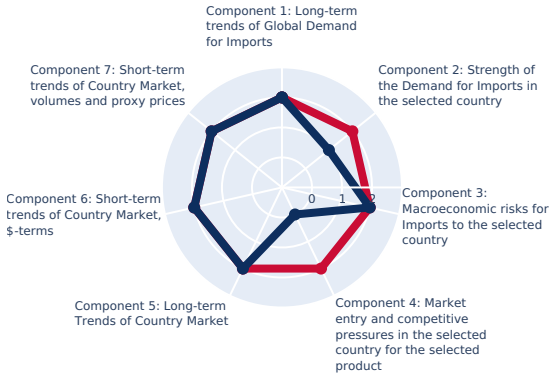 Component 1: Long-term
trends of Global Demand
for Imports
Component 2: Strength of
the Demand for Imports in
the selected country
Component 7: Short-term
trends of Country Market,
volumes and proxy prices
0 1 2
Component 3:
Macroeconomic risks for
Imports to the selected
country
Component 6: Short-term
trends of Country Market,
$-terms
Component 4: Market
entry and competitive
pressures in the selected
country for the selected
product
Component 5: Long-term
Trends of Country Market